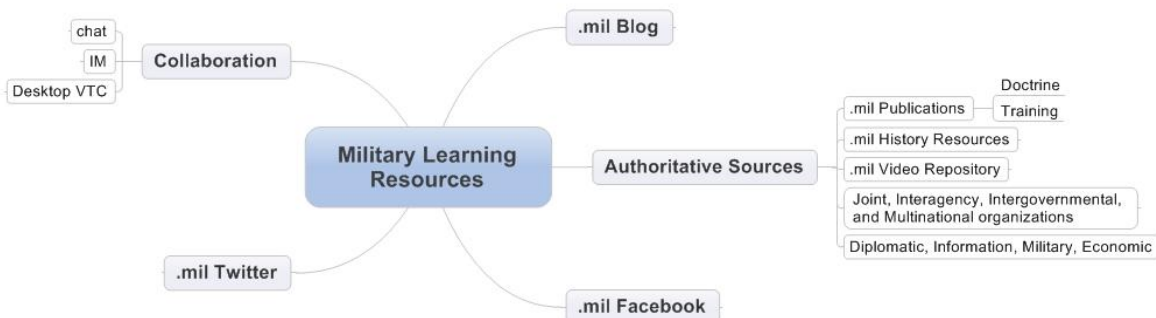 .mil Blog
chat
IM
Desktop VTC
Collaboration
Military Learning
Resources
Authoritative Sources
.mil Publications
Doctrine
Training
.mil History Resources
.mil Video Repository
Joint, Interagency, Intergovernmental,
and Multinational organizations
Diplomatic, Information, Military, Economic
.mil Twitter
.mil Facebook